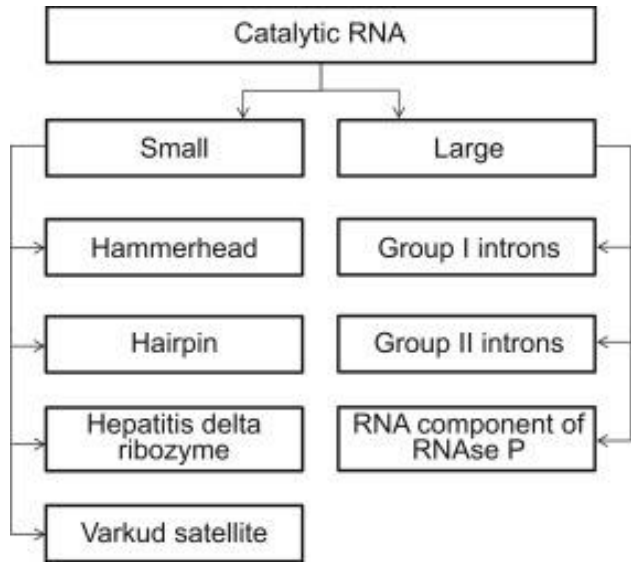 Catalytic RNA
Small
Large
Hammerhead
Group I introns
Hairpin
Group II introns
Hepatitis delta
ribozyme
RNA component of
RNAse P
Varkud satellite